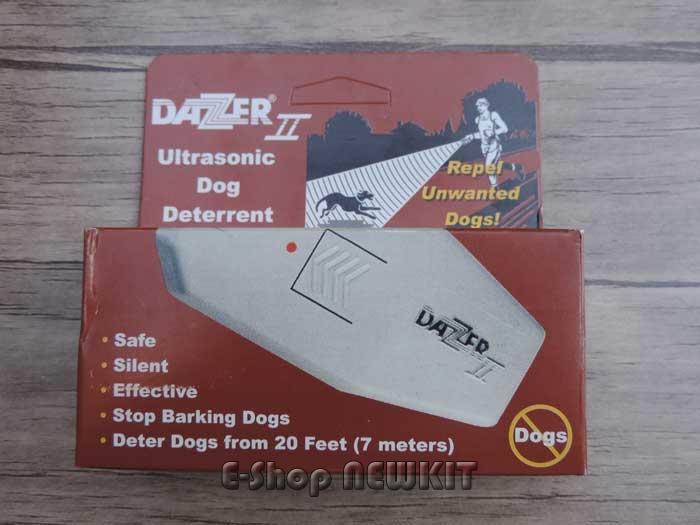 DAZZER® II
Ultrasonic
Dog
Deterrent
Repel
Unwanted
Dogs!
DAZZER II
• Safe
• Silent
• Effective
• Stop Barking Dogs
• Deter Dogs from 20 Feet (7 meters)
Dogs
E-Shop NEWKIT